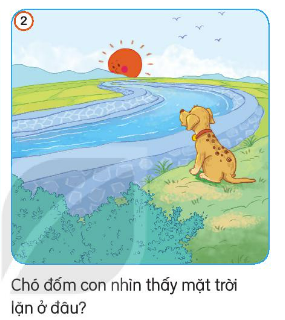 2
Chó đốm con nhìn thấy mặt trời
lặn ở đâu?